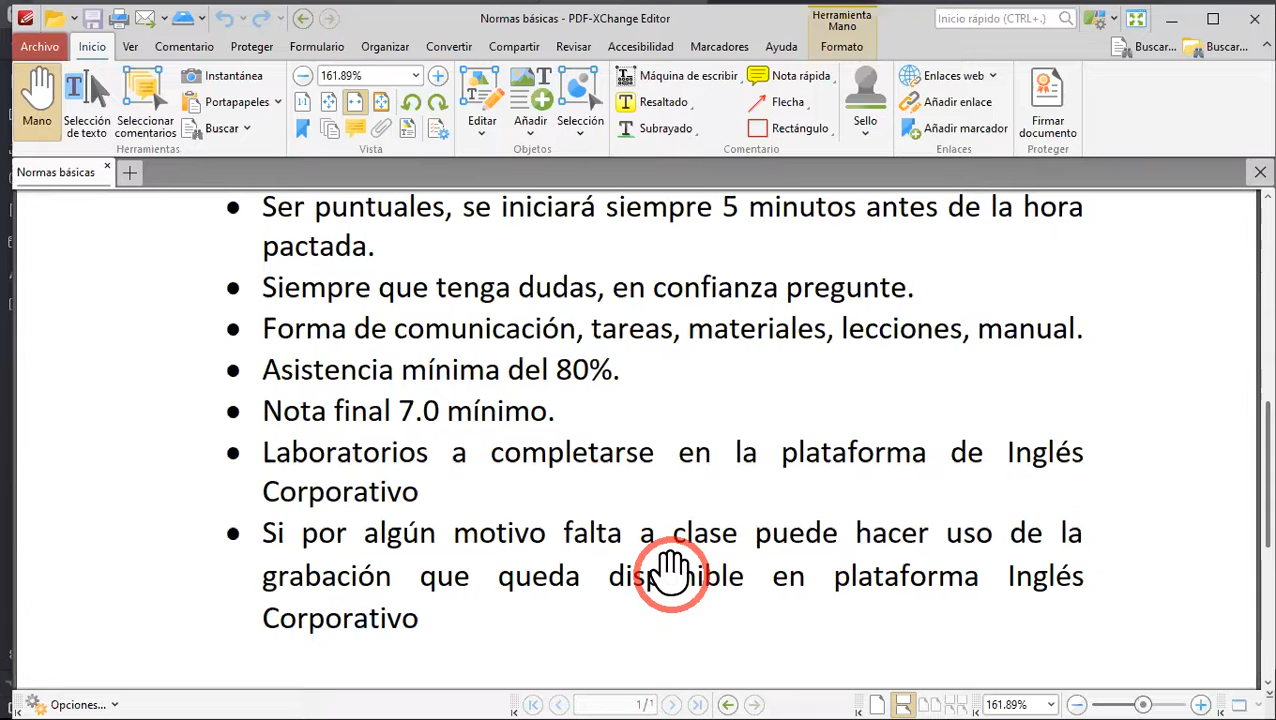 Normas básicas - PDF-XChange Editor
Herramienta
Mano
Inicio rápido (CTRL+.)
Archivo Inicio Ver Comentario Proteger Formulario Organizar Convertir Compartir Revisar Accesibilidad Marcadores Ayuda Formato Buscar... Buscar...
Mano
Selección
de texto
Seleccionar
comentarios
Instantánea
Portapapeles
Buscar
Herramientas
161.89%
Vista
Editar
Añadir
Selección
Objetos
Máquina de escribir
Resaltado
Subrayado
Nota rápida
Flecha
Rectángulo
Sello
Comentario
Enlaces web
Añadir enlace
Añadir marcador
Enlaces
Firmar
documento
Proteger
Normas básicas
• Ser puntuales, se iniciará siempre 5 minutos antes de la hora
pactada.
• Siempre que tenga dudas, en confianza pregunte.
• Forma de comunicación, tareas, materiales, lecciones, manual.
• Asistencia mínima del 80%.
• Nota final 7.0 mínimo.
• Laboratorios a completarse en la plataforma de Inglés
Corporativo
• Si por algún motivo falta a clase puede hacer uso de la
grabación que queda disponible en plataforma Inglés
Corporativo
Opciones...
1/1
161.89%